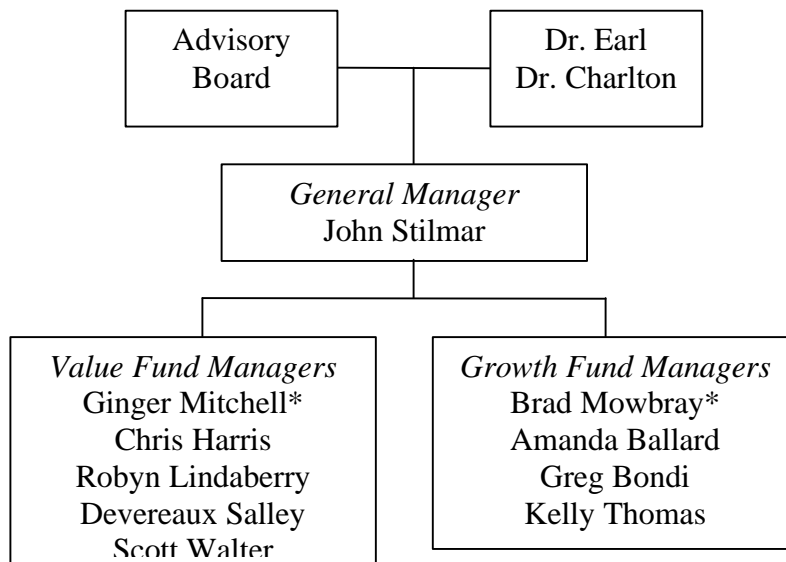 Advisory
Board
Dr. Earl
Dr. Charlton
General Manager
John Stilmar
Value Fund Managers
Ginger Mitchell*
Chris Harris
Robyn Lindaberry
Devereaux Salley
Scott Walter
Growth Fund Managers
Brad Mowbray*
Amanda Ballard
Greg Bondi
Kelly Thomas